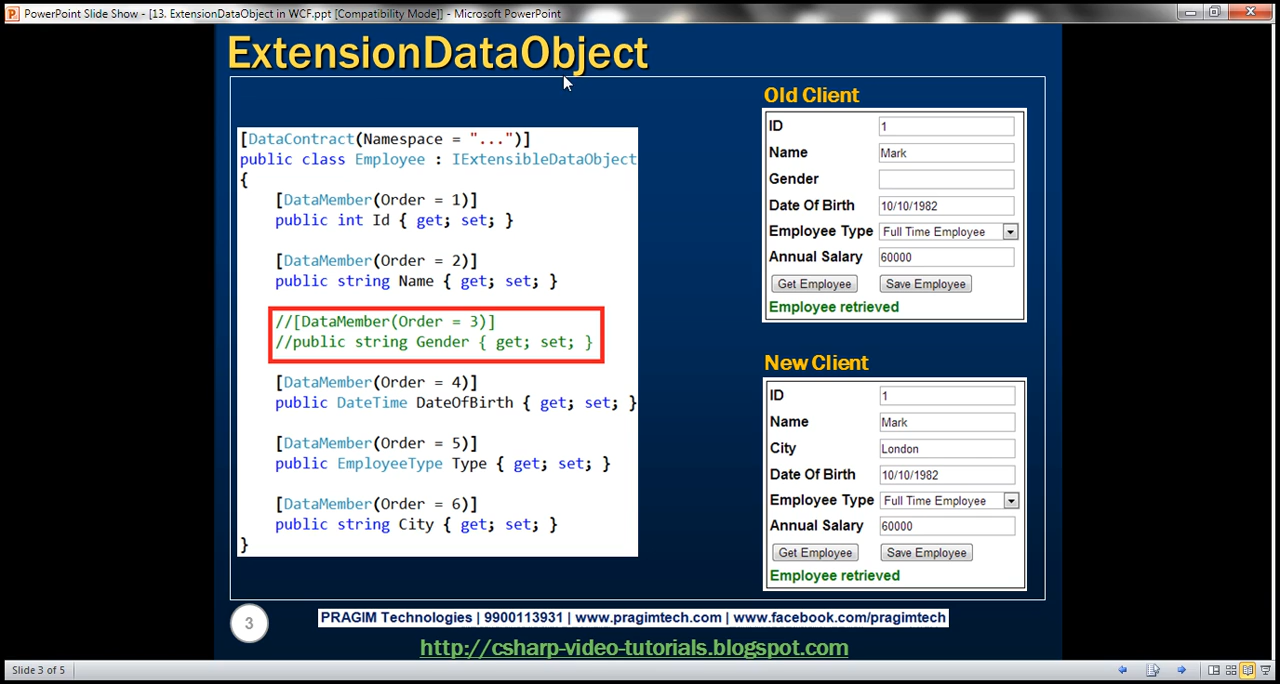 PowerPoint Slide Show - [13. ExtensionDataObject in WCF.ppt [Compatibility Mode]] - Microsoft PowerPoint
ExtensionDataObject
[DataContract(Namespace = "...")]
public class Employee : IExtensibleDataObject
{
[DataMember(Order = 1)]
public int Id { get; set; }
[DataMember(Order = 2)]
public string Name { get; set; }
//[DataMember(Order = 3)]
//public string Gender { get; set; }
[DataMember(Order = 4)]
public DateTime DateOfBirth { get; set; }
[DataMember(Order = 5)]
public EmployeeType Type { get; set; }
[DataMember(Order = 6)]
public string City { get; set; }
}
Old Client
ID 1
Name Mark
Gender
Date Of Birth 10/10/1982
Employee Type Full Time Employee
Annual Salary 60000
Get Employee Save Employee
Employee retrieved
New Client
ID 1
Name Mark
City London
Date Of Birth 10/10/1982
Employee Type Full Time Employee
Annual Salary 60000
Get Employee Save Employee
Employee retrieved
3
PRAGIM Technologies | 9900113931 | www.pragimtech.com | www.facebook.com/pragimtech
http://csharp-video-tutorials.blogspot.com
Slide 3 of 5